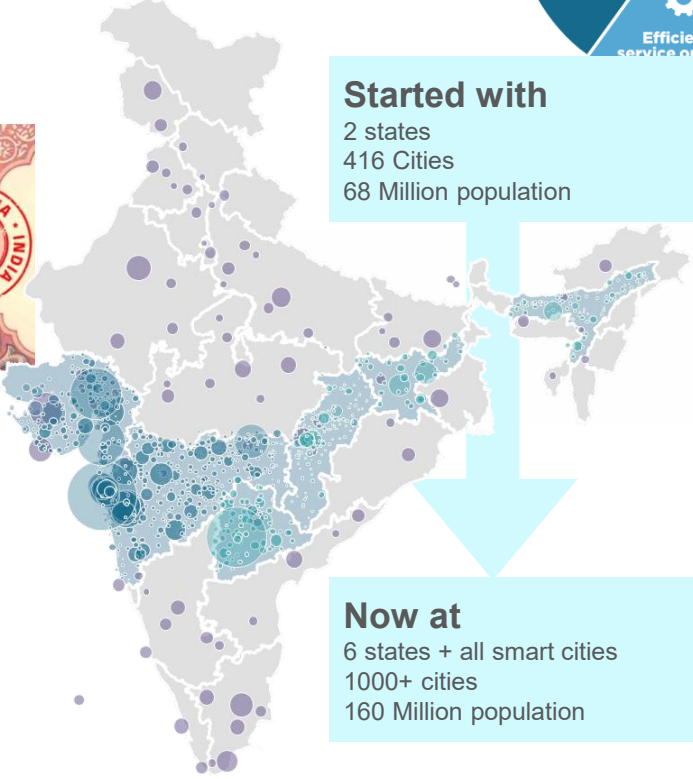 Started with
2 states
416 Cities
68 Million population
INDIA
Now at
6 states + all smart cities
1000+ cities
160 Million population